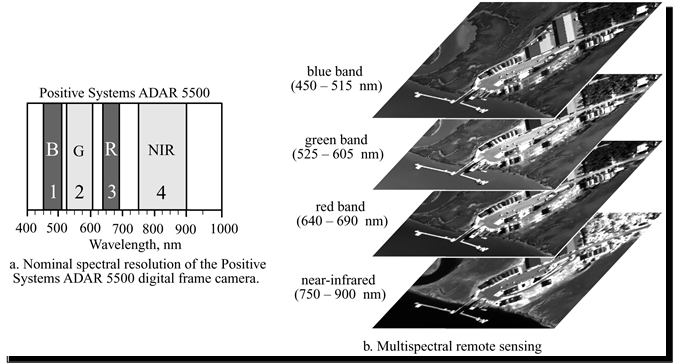 Positive Systems ADAR 5500
B G R NIR
1 2 3 4
400 500 600 700 800 900 1000
Wavelength, nm
a. Nominal spectral resolution of the Positive
Systems ADAR 5500 digital frame camera.
blue band
(450 – 515 nm)
green band
(525 – 605 nm)
red band
(640 – 690 nm)
near-infrared
(750 – 900 nm)
b. Multispectral remote sensing